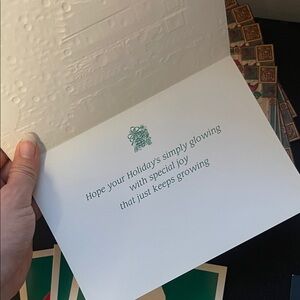 Hope your Holiday's simply glowing
with special joy
that just keeps growing